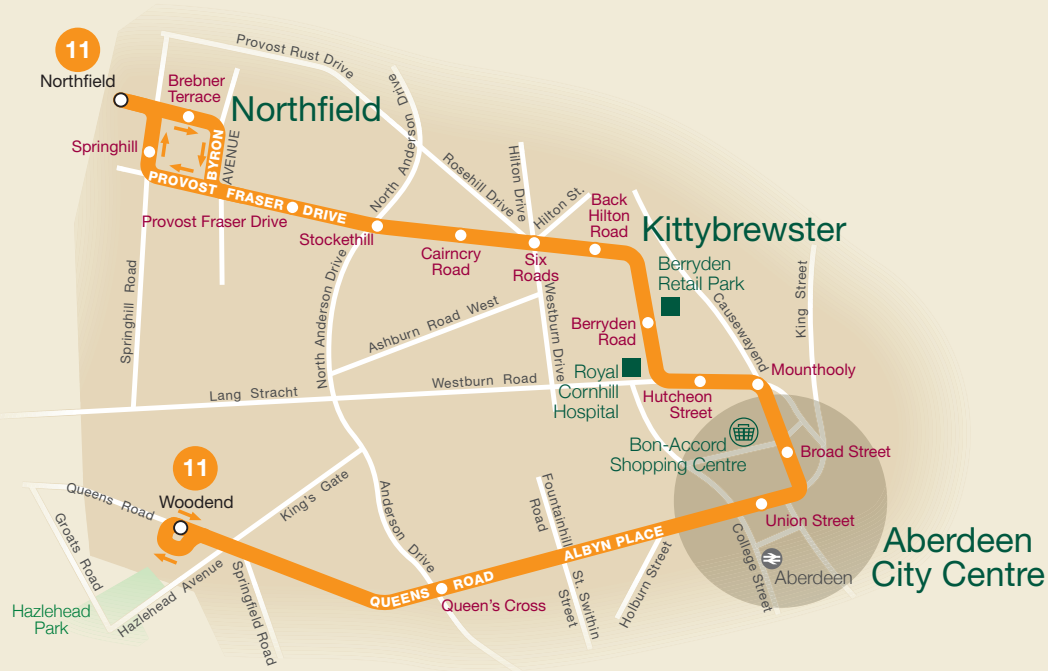 11
Northfield
Brebner
Terrace
Northfield
Provost Rust Drive
North Anderson Drive
Springhill
BYRON
AVENUE
PROVOST FRASER DRIVE
Provost Fraser Drive
Stockethill
Rosehill Drive
Hilton Drive
Hilton St.
Back
Hilton
Road
Kittybrewster
Cairncry
Road
Six
Roads
Berryden
Retail Park
Causewayend
King Street
Springhill Road
North Anderson Drive
Ashburn Road West
Westburn Drive
Berryden
Road
Royal
Cornhill
Hospital
Lang Stracht
Westburn Road
Hutcheon
Street
Mounthooly
Bon-Accord
Shopping Centre
Broad Street
11
Woodend
Queens Road
Groats Road
King's Gate
Anderson Drive
Fountainhill
Road
ALBYN PLACE
Union Street
College Street
Aberdeen
Aberdeen
City Centre
Hazlehead
Park
Hazlehead Avenue
Springfield Road
QUEENS ROAD
Queen's Cross
St. Swithin
Street
Holburn Street